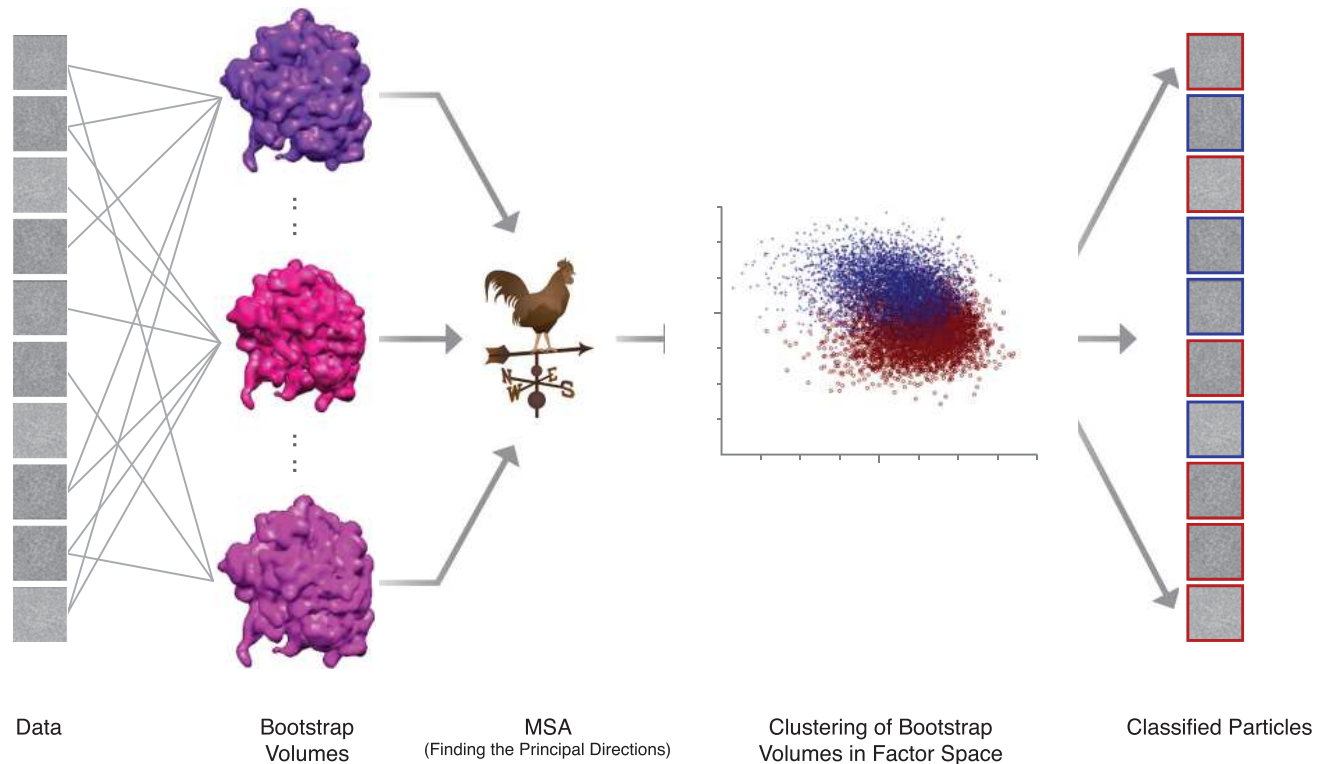 N E
W S
Data
Bootstrap
Volumes
MSA
(Finding the Principal Directions)
Clustering of Bootstrap
Volumes in Factor Space
Classified Particles